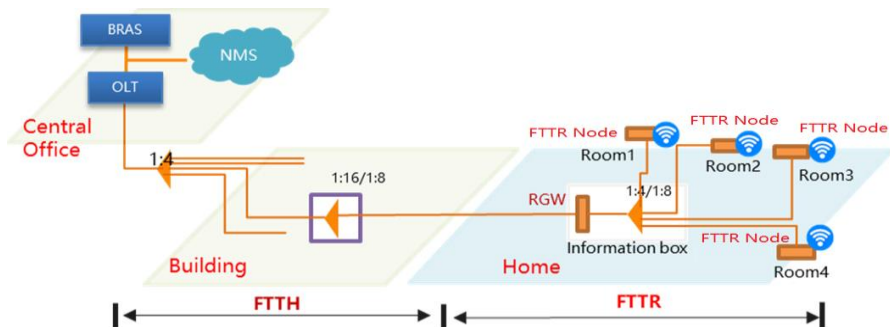 BRAS
NMS
OLT
Central
Office
1:4
Building
1:16/1:8
FTTR Node
Room1
FTTR Node
Room2
FTTR Node
Room3
RGW
1:4/1:8
Information box
FTTR Node
Room4
Home
FTTH
FTTR